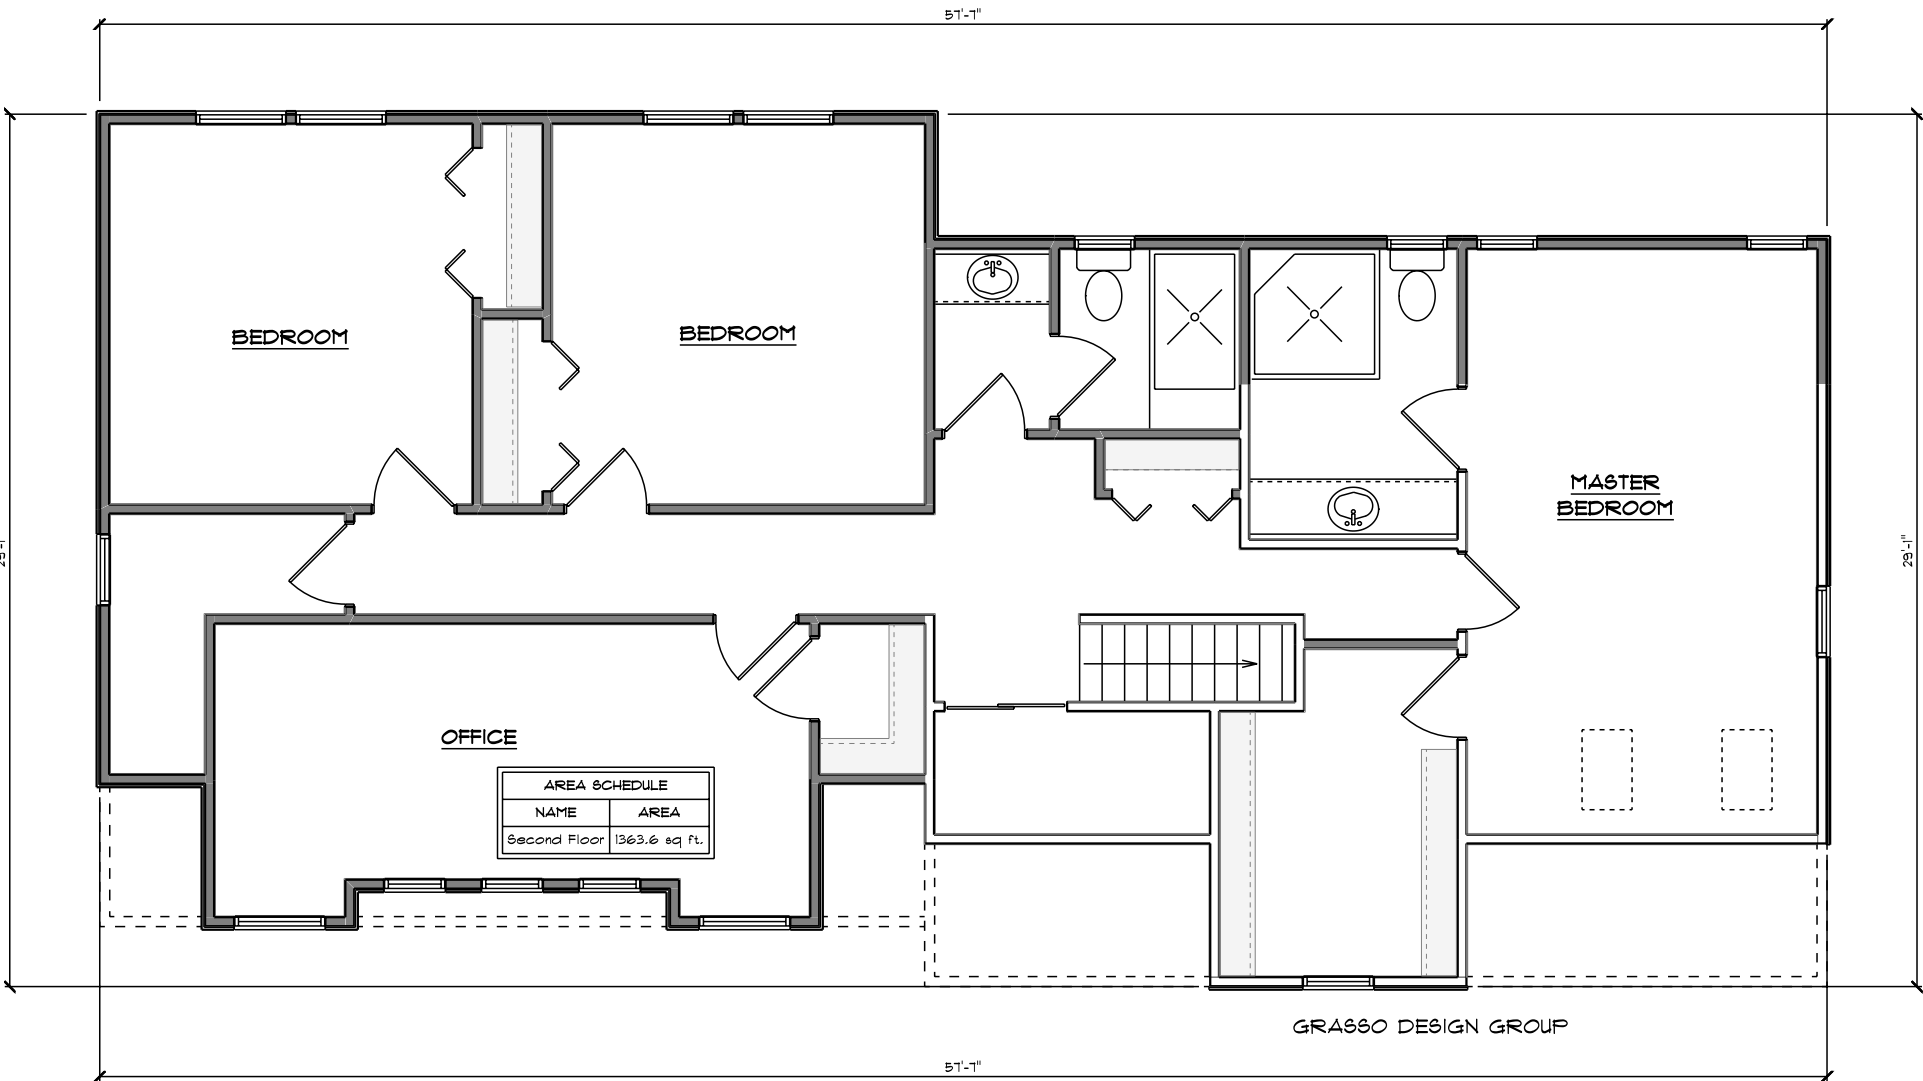 57'-7"
BEDROOM
BEDROOM
MASTER
BEDROOM
29'-1"
OFFICE
AREA SCHEDULE
NAME AREA
Second Floor 1363.6 sq ft.
GRASSO DESIGN GROUP
57'-7"